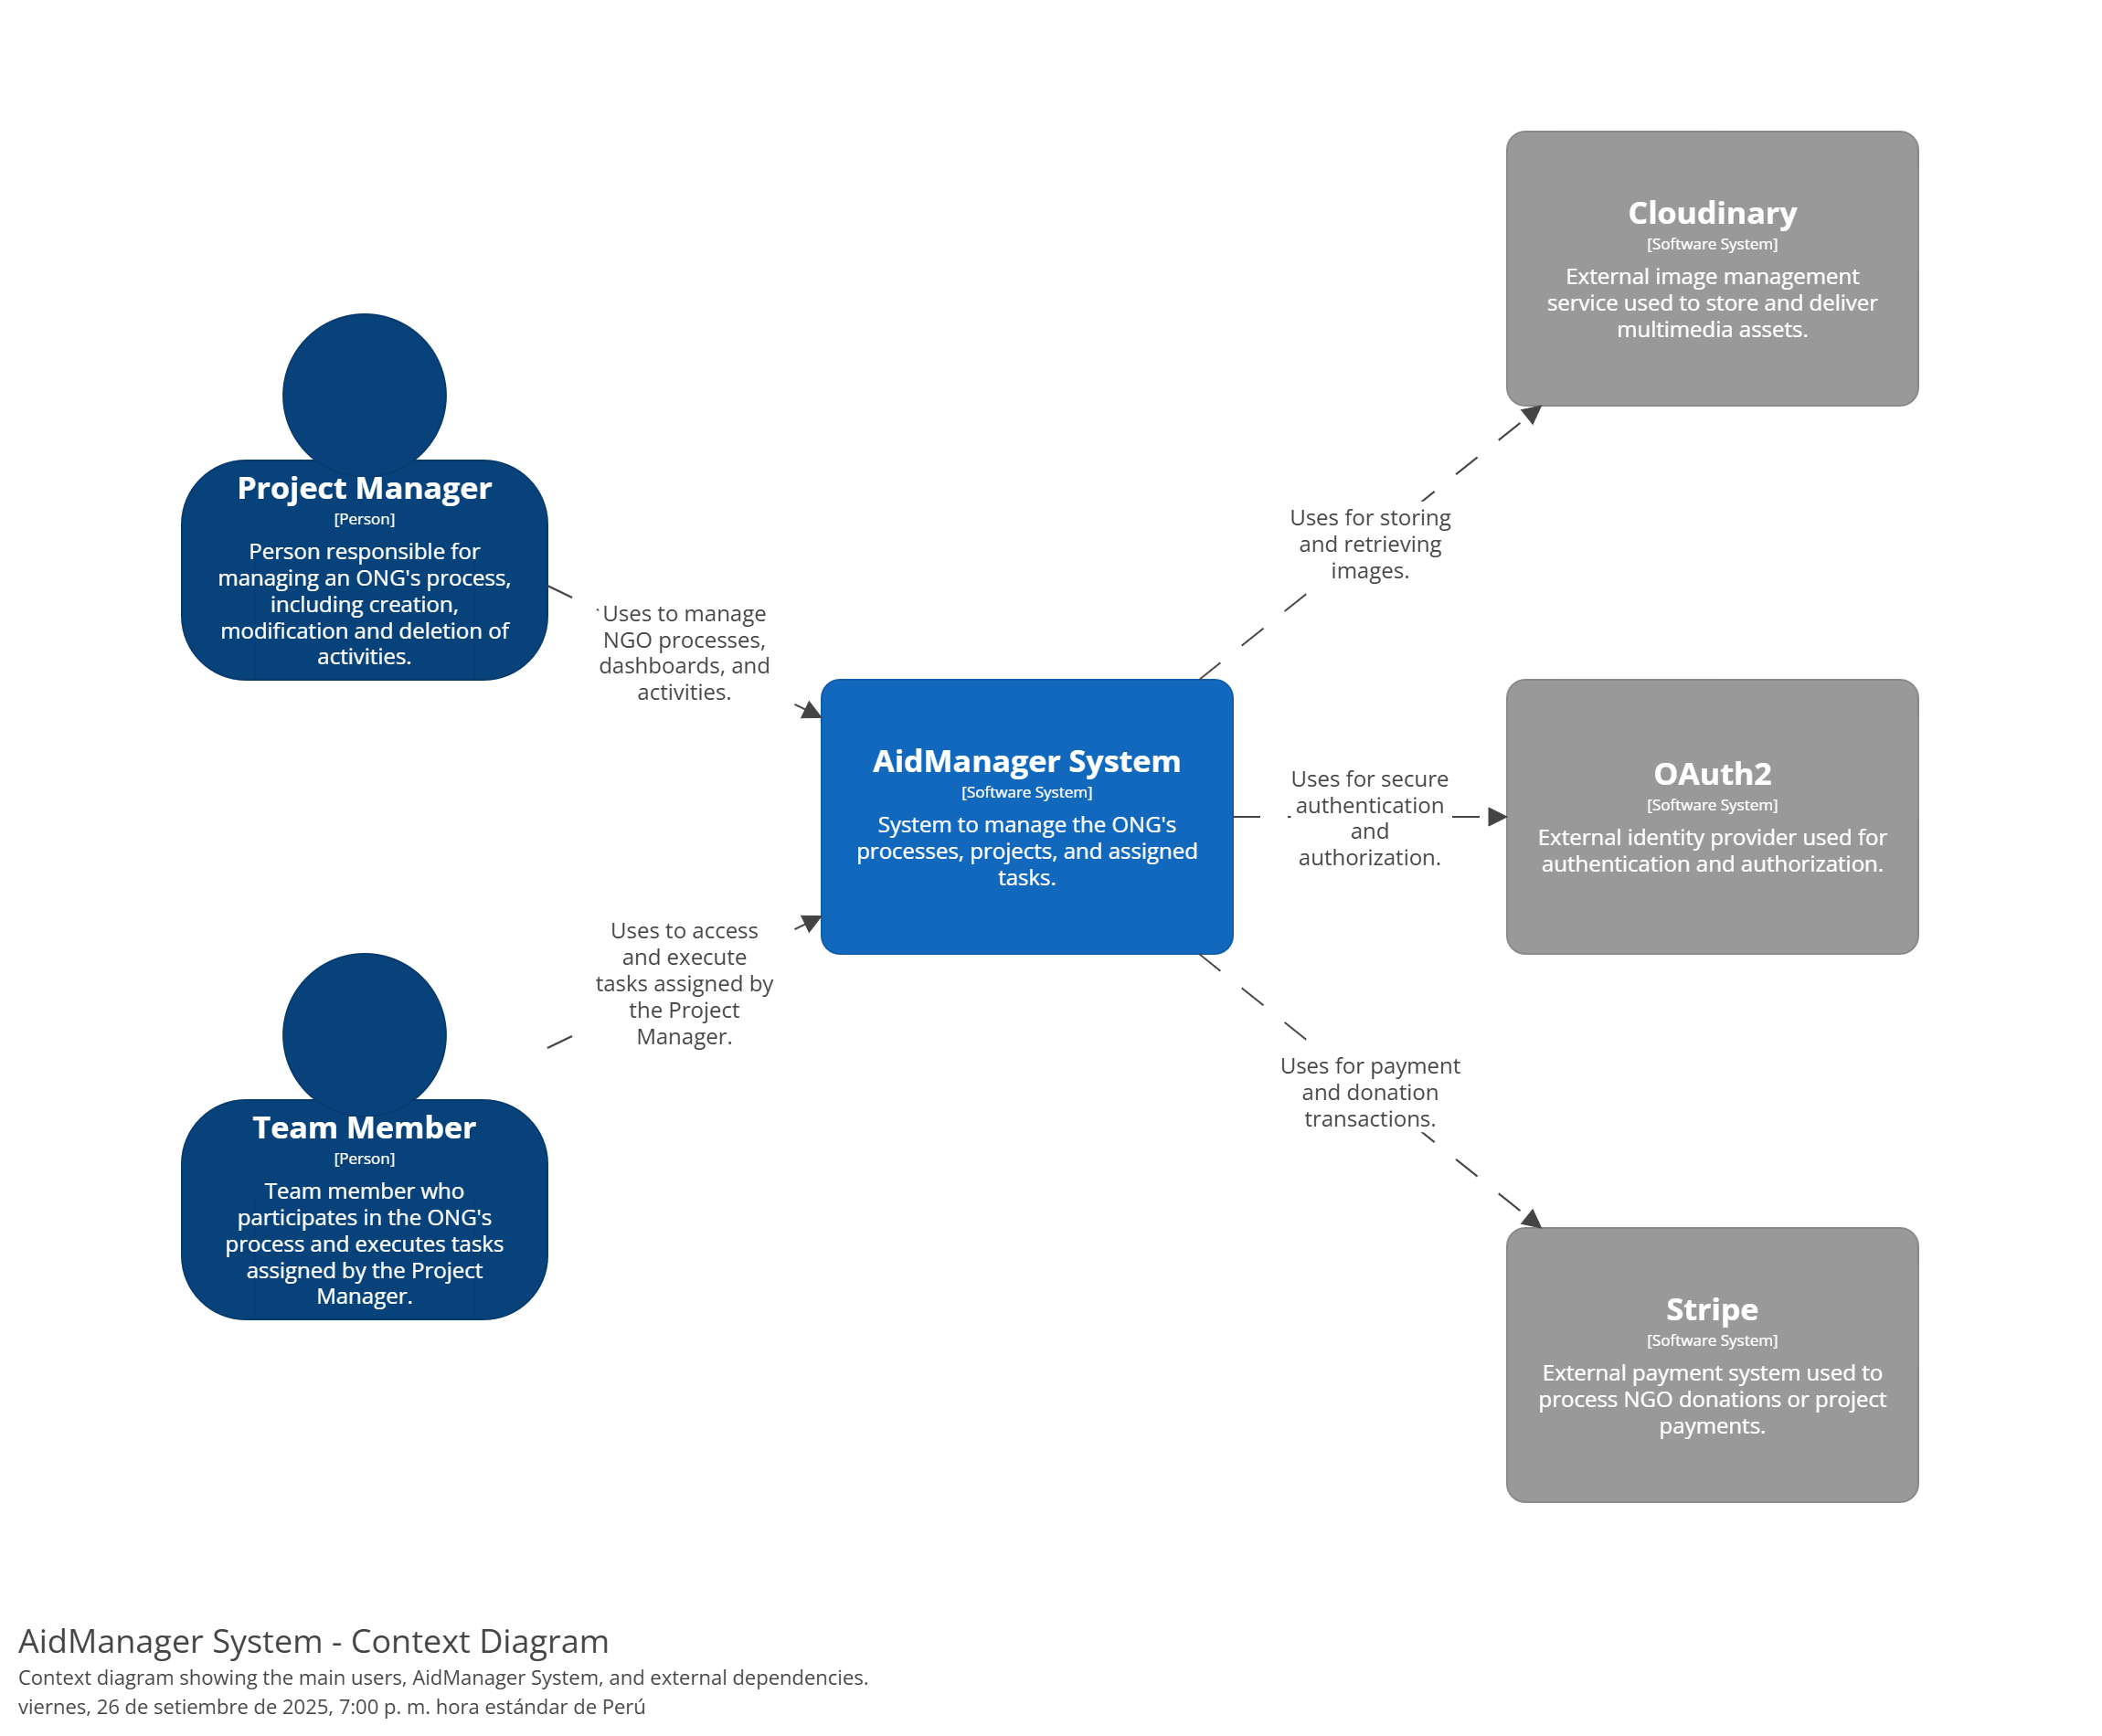 Project Manager
[Person]
Person responsible for
managing an ONG's process,
including creation,
modification and deletion of
activities.
Uses to manage
NGO processes,
dashboards, and
activities.
Team Member
[Person]
Team member who
participates in the ONG's
process and executes tasks
assigned by the Project
Manager.
Uses to access
and execute
tasks assigned by
the Project
Manager.
AidManager System
[Software System]
System to manage the ONG's
processes, projects, and assigned
tasks.
Uses for storing
and retrieving
images.
Cloudinary
[Software System]
External image management
service used to store and deliver
multimedia assets.
Uses for secure
authentication
and
authorization.
OAuth2
[Software System]
External identity provider used for
authentication and authorization.
Uses for payment
and donation
transactions.
Stripe
[Software System]
External payment system used to
process NGO donations or project
payments.
AidManager System - Context Diagram
Context diagram showing the main users, AidManager System, and external dependencies.
viernes, 26 de setiembre de 2025, 7:00 p. m. hora estándar de Perú